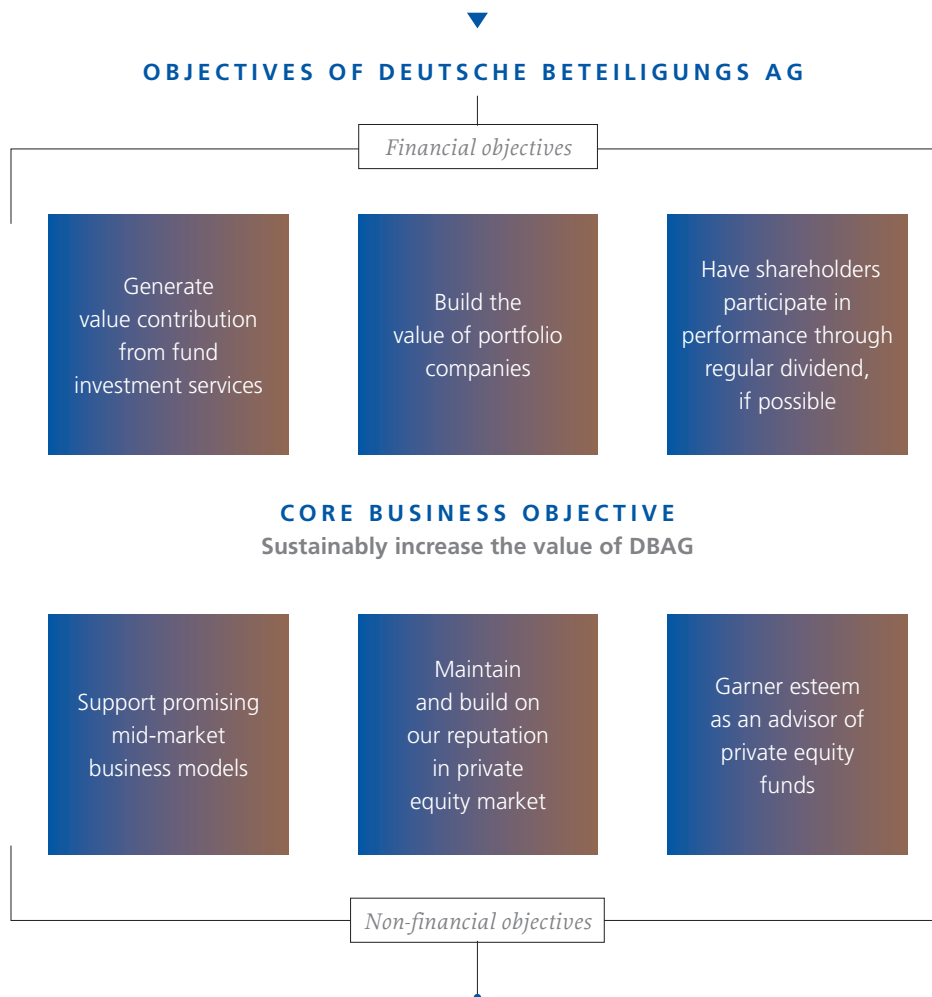 OBJECTIVES OF DEUTSCHE BETEILIGUNGS AG
Financial objectives
Generate
value contribution
from fund
investment services
Build the
value of portfolio
companies
Have shareholders
participate in
performance through
regular dividend,
if possible
CORE BUSINESS OBJECTIVE
Sustainably increase the value of DBAG
Support promising
mid-market
business models
Maintain
and build on
our reputation
in private
equity market
Garner esteem
as an advisor of
private equity
funds
Non-financial objectives